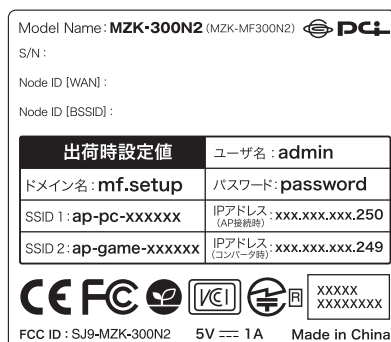 Model Name : MZK-300N2 (MZK-MF300N2) PCi
S/N :
Node ID [WAN] :
Node ID [BSSID] :
出荷時設定値 ユーザ名 : admin
ドメイン名 : mf.setup パスワード : password
SSID 1 : ap-pc-xxxxxx IPアドレス (AP接続時) : xxx.xxx.xxx.250
SSID 2 : ap-game-xxxxxx IPアドレス (コンバータ時) : xxx.xxx.xxx.249
CE FC VCI R XXXXX
XXXXXXXX
FCC ID : SJ9-MZK-300N2 5V ⎓ 1A Made in China